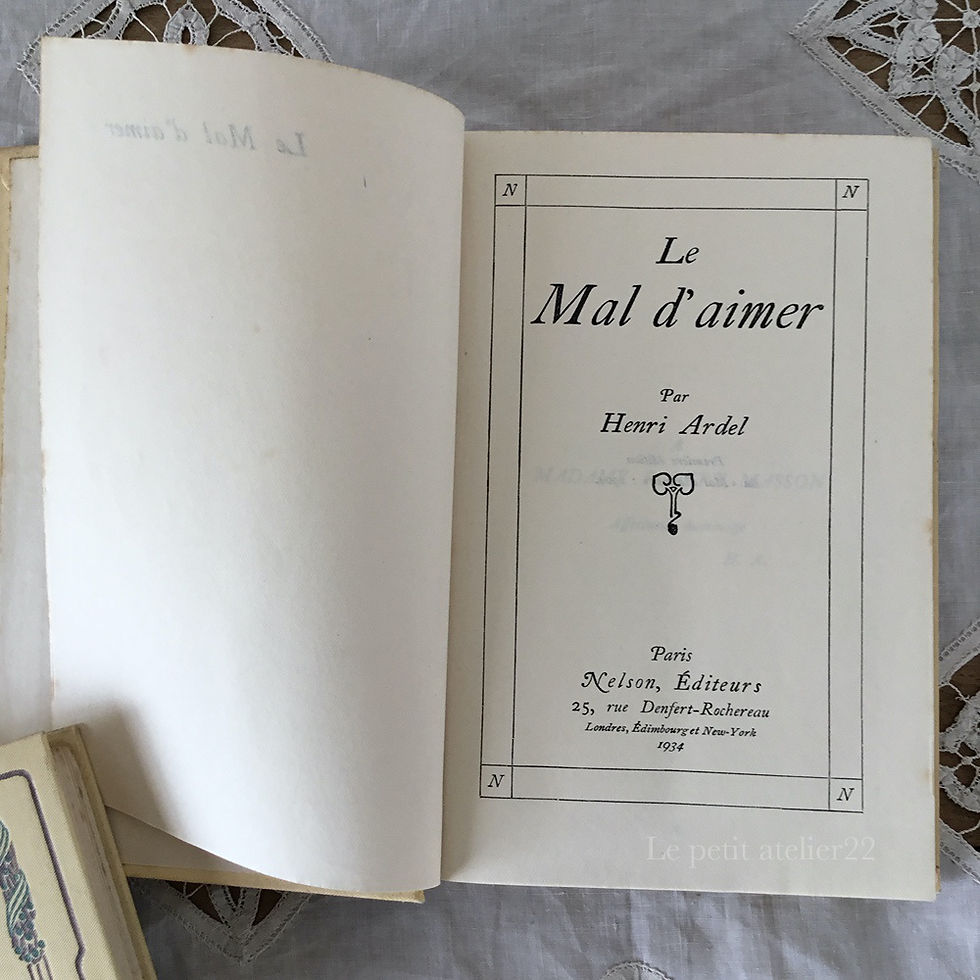 Le Mal d'aimer
N
N
Le
Mal d'aimer
Par
Henri Ardel
Paris
Nelson, Éditeurs
25, rue Denfert-Rochereau
Londres, Édimbourg et New-York
1934
N
N
Le petit atelier22